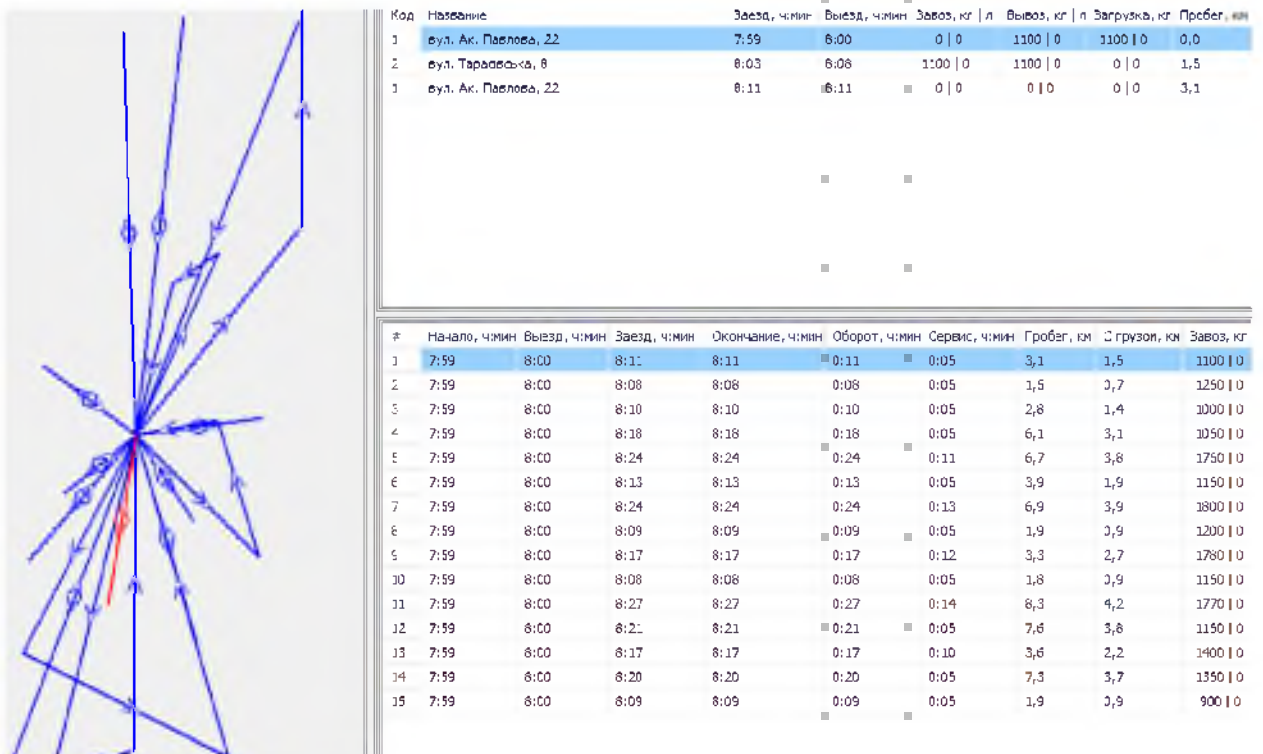 Код Название Заезд, ч:мин Выезд, ч:мин Завоз, кг | л Вывоз, кг | л Загрузка, кг Пробег, км
1 вул. Ак. Павлова, 22 7:59 8:00 0 | 0 1100 | 0 1100 | 0 0,0
2 вул. Тарасівська, 8 8:03 8:08 1100 | 0 1100 | 0 0 | 0 1,5
1 вул. Ак. Павлова, 22 8:11 8:11 0 | 0 0 | 0 0 | 0 3,1
# Начало, ч:мин Выезд, ч:мин Заезд, ч:мин Окончание, ч:мин Оборот, ч:мин Сервис, ч:мин Пробег, км С грузом, км Завоз, кг
1 7:59 8:00 8:11 8:11 0:11 0:05 3,1 1,5 1100 | 0
2 7:59 8:00 8:08 8:08 0:08 0:05 1,5 0,7 1250 | 0
3 7:59 8:00 8:10 8:10 0:10 0:05 2,8 1,4 1000 | 0
4 7:59 8:00 8:18 8:18 0:18 0:05 6,1 3,1 1050 | 0
5 7:59 8:00 8:24 8:24 0:24 0:11 6,7 3,8 1750 | 0
6 7:59 8:00 8:13 8:13 0:13 0:05 3,9 1,9 1150 | 0
7 7:59 8:00 8:24 8:24 0:24 0:13 6,9 3,9 1800 | 0
8 7:59 8:00 8:09 8:09 0:09 0:05 1,9 0,9 1200 | 0
9 7:59 8:00 8:17 8:17 0:17 0:12 3,3 2,7 1780 | 0
10 7:59 8:00 8:08 8:08 0:08 0:05 1,8 0,9 1150 | 0
11 7:59 8:00 8:27 8:27 0:27 0:14 8,3 4,2 1770 | 0
12 7:59 8:00 8:21 8:21 0:21 0:05 7,6 3,8 1150 | 0
13 7:59 8:00 8:17 8:17 0:17 0:10 3,6 2,2 1400 | 0
14 7:59 8:00 8:20 8:20 0:20 0:05 7,3 3,7 1350 | 0
15 7:59 8:00 8:09 8:09 0:09 0:05 1,9 0,9 900 | 0